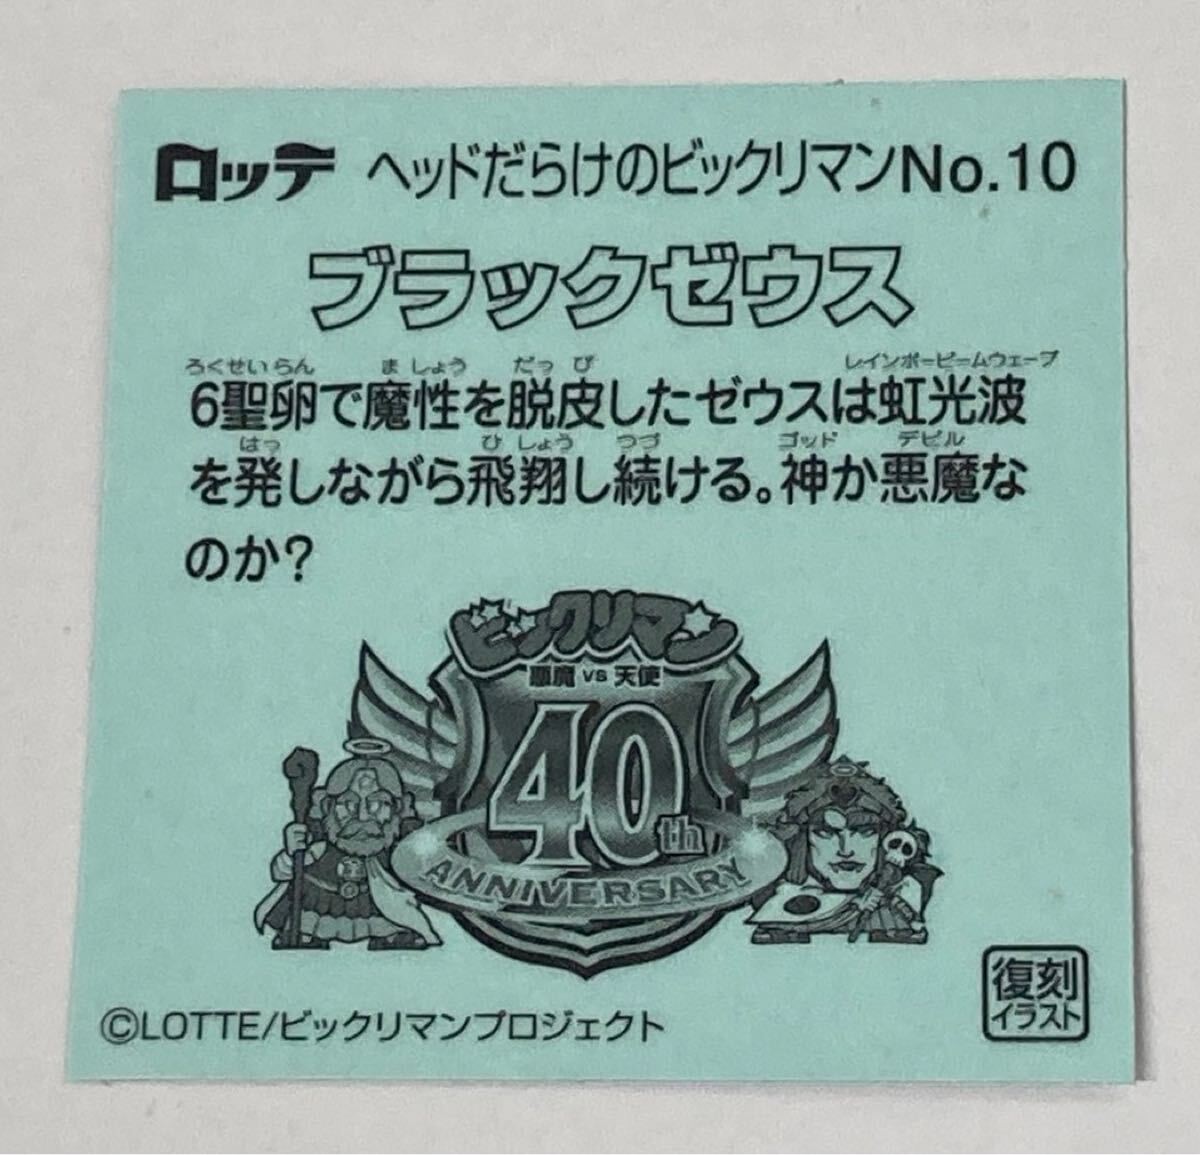 ロッテ ヘッドだらけのビックリマンNo.10
ブラックゼウス
ろくせいらん ましょう だっぴ レインボービームウェーブ
6聖卵で魔性を脱皮したゼウスは虹光波
はっ ひしょう つづ ゴッド デビル
を発しながら飛翔し続ける。神か悪魔な
のか?
ビックリマン
悪魔 VS 天使
40th
ANNIVERSARY
復刻
イラスト
©LOTTE/ビックリマンプロジェクト